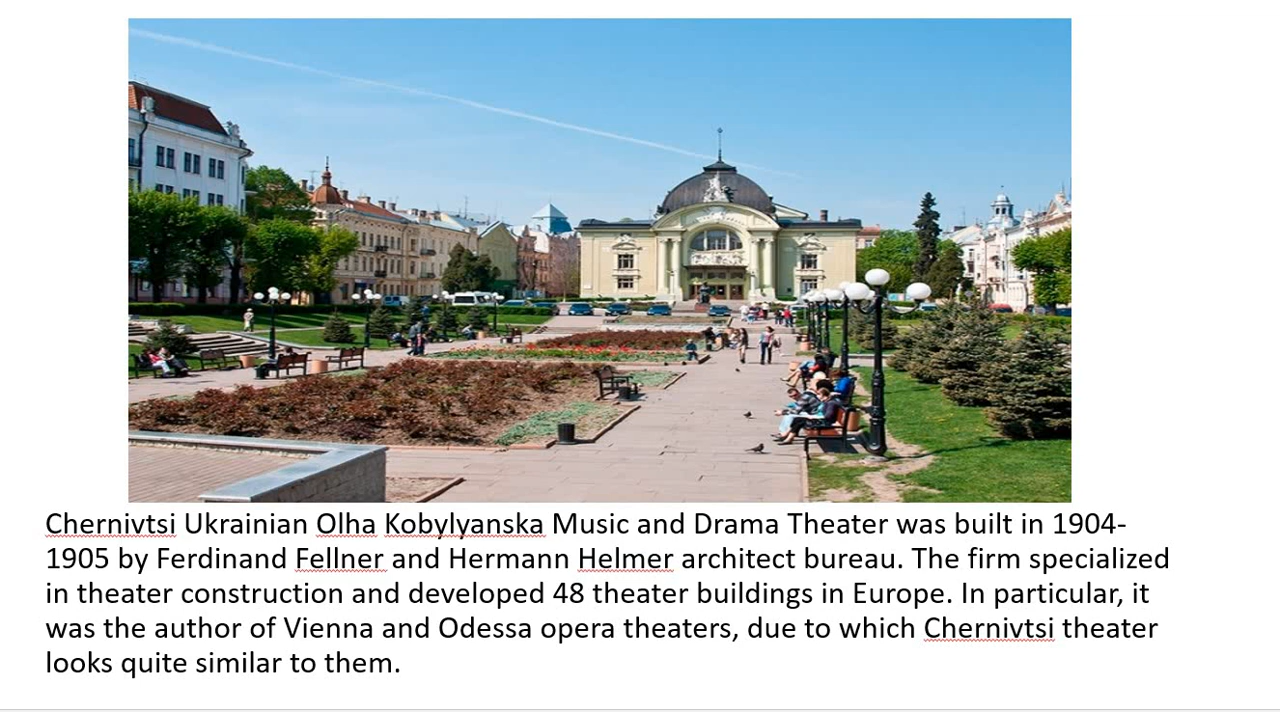 Chernivtsi Ukrainian Olha Kobylyanska Music and Drama Theater was built in 1904-
1905 by Ferdinand Fellner and Hermann Helmer architect bureau. The firm specialized
in theater construction and developed 48 theater buildings in Europe. In particular, it
was the author of Vienna and Odessa opera theaters, due to which Chernivtsi theater
looks quite similar to them.